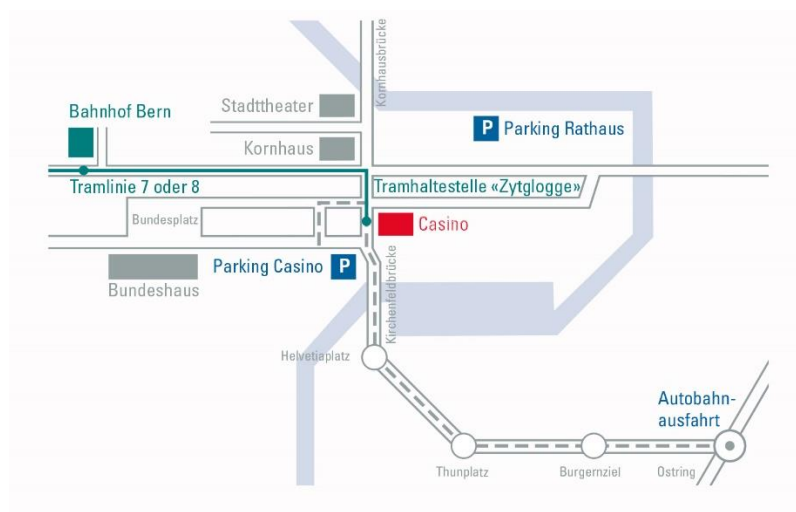 Kornhausbrücke
Stadttheater
Bahnhof Bern
P Parking Rathaus
Kornhaus
Tramlinie 7 oder 8
Tramhaltestelle «Zytglogge»
Bundesplatz
Casino
Parking Casino P
Bundeshaus
Kirchenfeldbrücke
Helvetiaplatz
Autobahn-
ausfahrt
Thunplatz
Burgernziel
Ostring